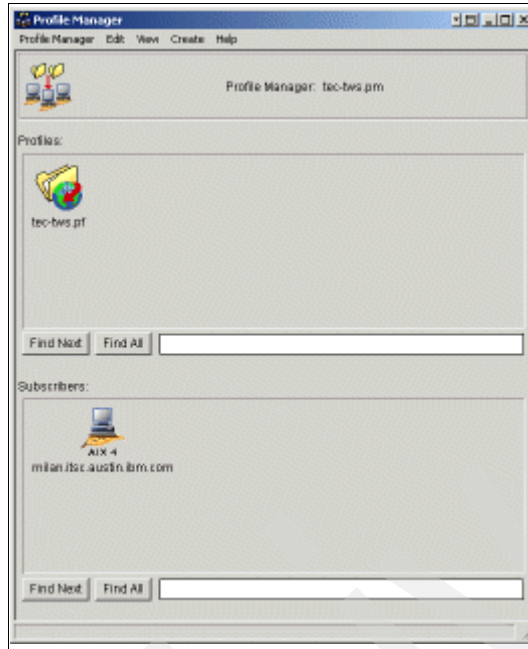 Profile Manager
Profile Manager Edit View Create Help
Profile Manager: tec-tws.pm
Profiles:
tec-tws.pf
Find Next Find All
Subscribers:
AIX 4
milan.itsc.austin.ibm.com
Find Next Find All